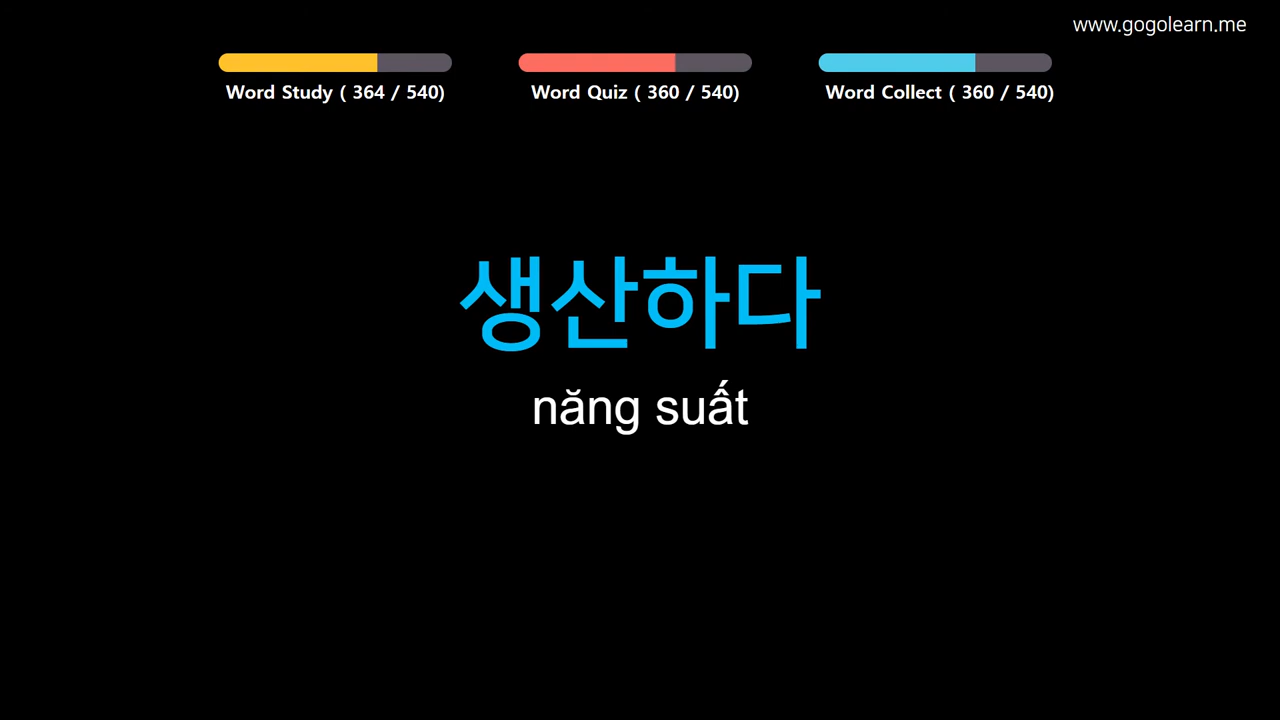 www.gogolearn.me
Word Study ( 364 / 540)
Word Quiz ( 360 / 540)
Word Collect ( 360 / 540)
생산하다
năng suất